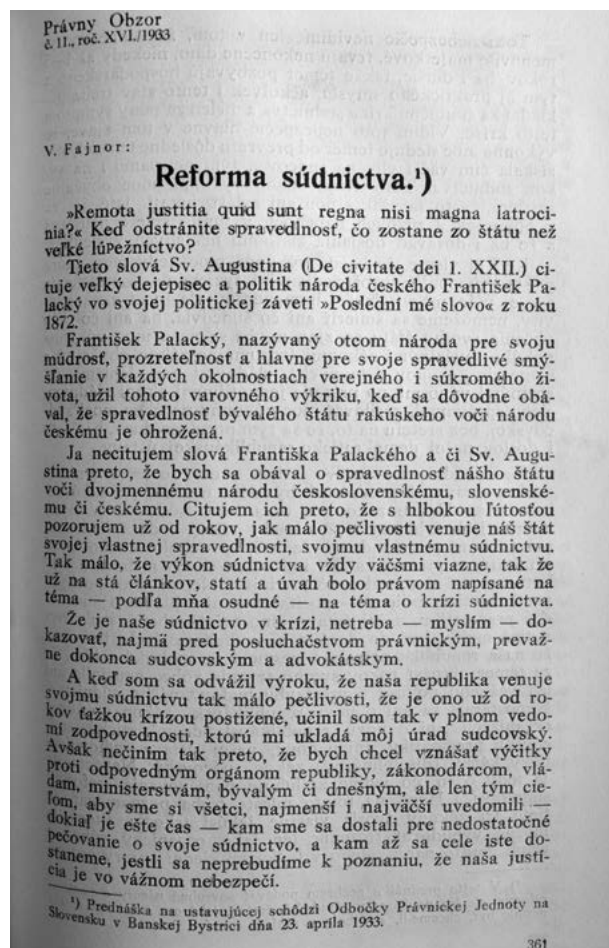 Právny Obzor
č. II., roč. XVI./1933
V. Fajnor:
Reforma súdnictva.¹)
»Remota justitia quid sunt regna nisi magna latroci-
nia?« Keď odstránite spravedlnosť, čo zostane zo štátu než
veľké lúpežníctvo?
Tieto slová Sv. Augustina (De civitate dei 1. XXII.) ci-
tuje veľký dejepisec a politik národa českého František Pa-
lacký vo svojej politickej záveti »Poslední mé slovo« z roku
1872.
František Palacký, nazývaný otcom národa pre svoju
múdrosť, prozreteľnosť a hlavne pre svoje spravedlivé smý-
šľanie v každých okolnostiach verejného i súkromého ži-
vota, užil tohoto varovného výkriku, keď sa dôvodne obá-
val, že spravedlnosť bývalého štátu rakúskeho voči národu
českému je ohrožená.
Ja necitujem slová Františka Palackého a či Sv. Augu-
stina preto, že bych sa obával o spravedlnosť nášho štátu
voči dvojmennému národu československému, slovenské-
mu či českému. Citujem ich preto, že s hlbokou ľútosťou
pozorujem už od rokov, jak málo pečlivosti venuje náš štát
svojej vlastnej spravedlnosti, svojmu vlastnému súdnictvu.
Tak málo, že výkon súdnictva vždy väčšmi viazne, tak že
už na stá článkov, statí a úvah bolo právom napísané na
téma — podľa mňa osudné — na téma o krízi súdnictva.
Že je naše súdnictvo v krízi, netreba — myslím — do-
kazovať, najmä pred posluchačstvom právnickým, prevaž-
ne dokonca sudcovským a advokátskym.
A keď som sa odvážil výroku, že naša republika venuje
svojmu súdnictvu tak málo pečlivosti, že je ono už od ro-
kov ťažkou krízou postižené, učinil som tak v plnom vedo-
mí zodpovednosti, ktorú mi ukladá môj úrad sudcovský.
Avšak nečiním tak preto, že bych chcel vznášať výčitky
proti odpovedným orgánom republiky, zákonodárcom, vlá-
dam, ministerstvám, bývalým či dnešným, ale len tým cie-
ľom, aby sme si všetci, najmenší i najväčší uvedomili —
dokiaľ je ešte čas — kam sme sa dostali pre nedostatočné
pečovanie o svoje súdnictvo, a kam až sa cele iste do-
staneme, jestli sa neprebudíme k poznaniu, že naša justí-
cia je vo vážnom nebezpečí.
¹) Prednáška na ustavujúcej schôdzi Odbočky Právnickej Jednoty na
Slovensku v Banskej Bystrici dňa 23. apríla 1933.
361